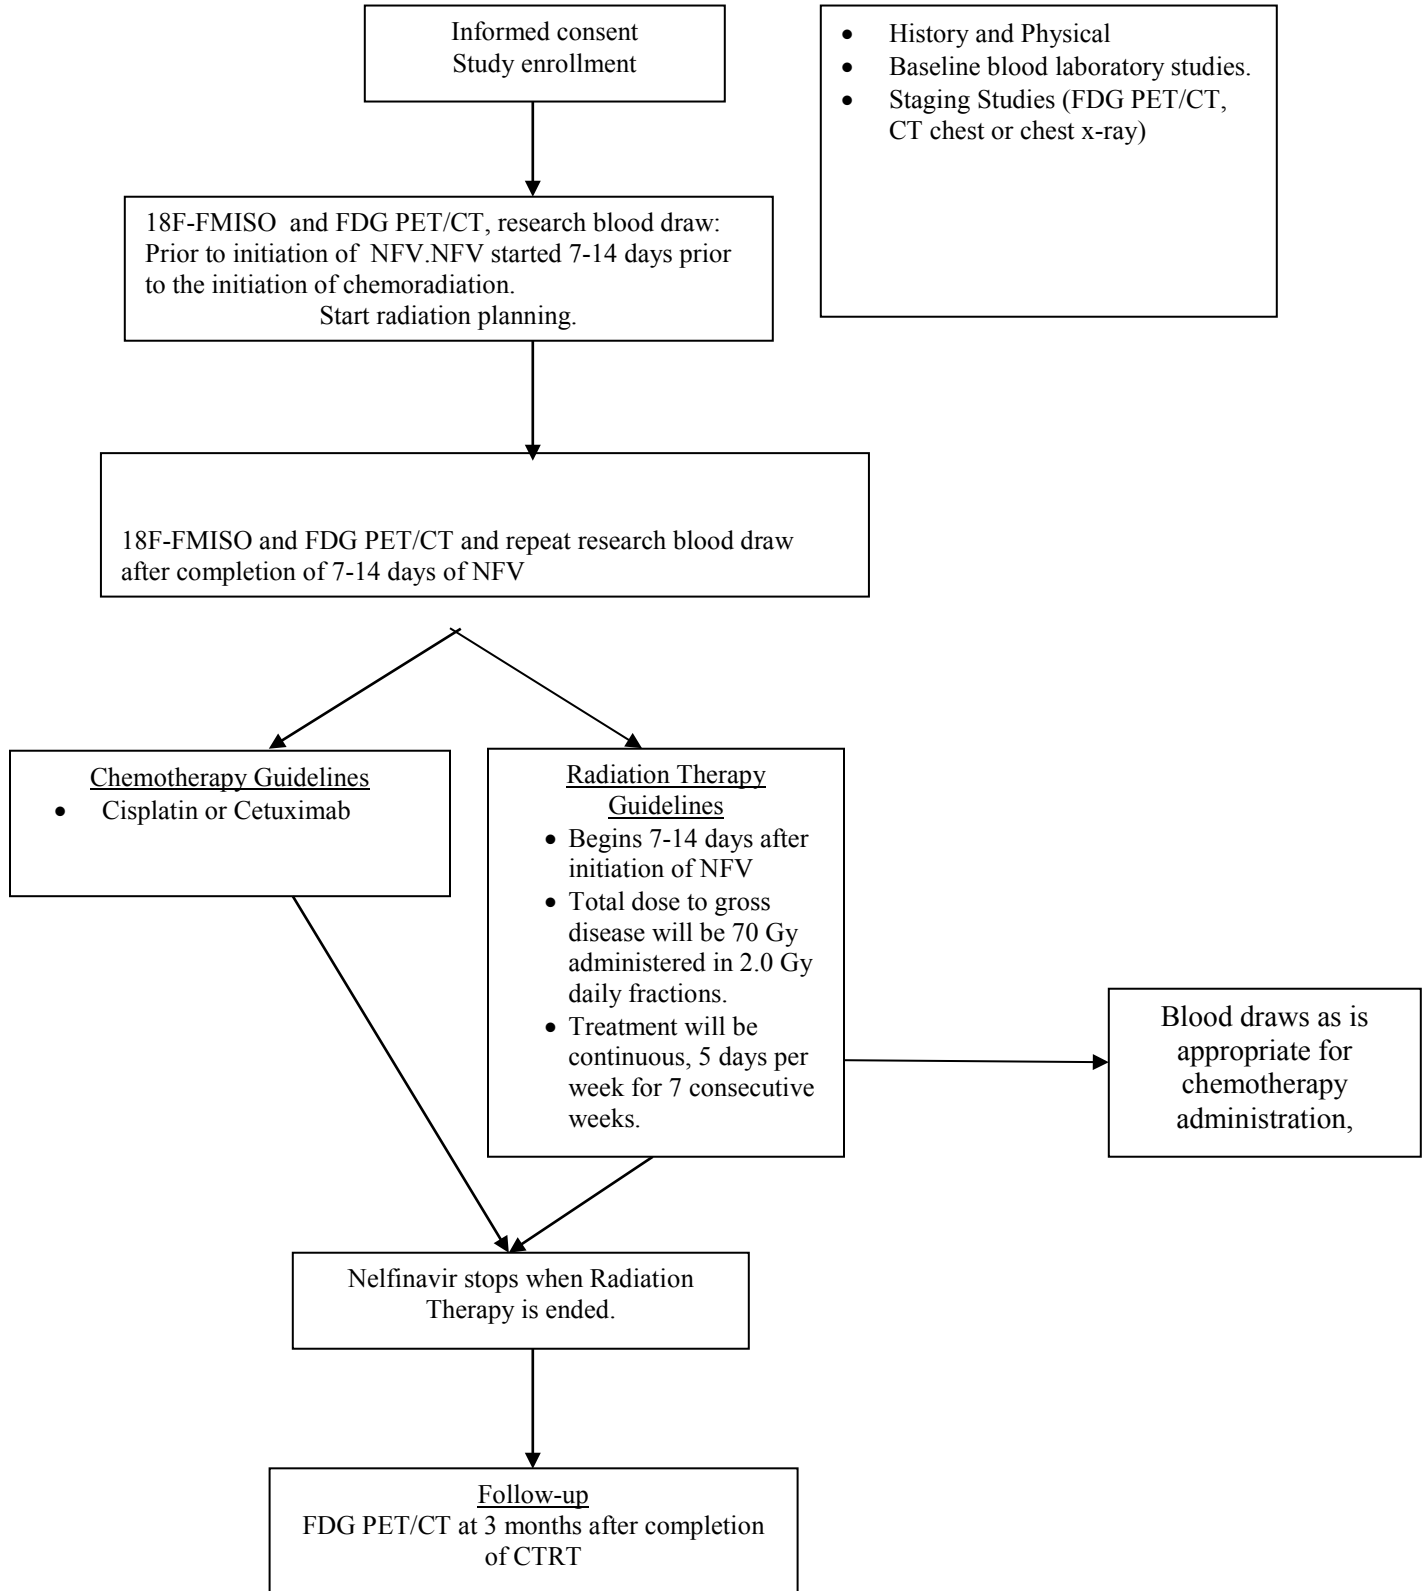 Informed consent
Study enrollment
• History and Physical
• Baseline blood laboratory studies.
• Staging Studies (FDG PET/CT,
CT chest or chest x-ray)
18F-FMISO and FDG PET/CT, research blood draw:
Prior to initiation of NFV.NFV started 7-14 days prior
to the initiation of chemoradiation.
Start radiation planning.
18F-FMISO and FDG PET/CT and repeat research blood draw
after completion of 7-14 days of NFV
Chemotherapy Guidelines
• Cisplatin or Cetuximab
Radiation Therapy
Guidelines
• Begins 7-14 days after
initiation of NFV
• Total dose to gross
disease will be 70 Gy
administered in 2.0 Gy
daily fractions.
• Treatment will be
continuous, 5 days per
week for 7 consecutive
weeks.
Blood draws as is
appropriate for
chemotherapy
administration,
Nelfinavir stops when Radiation
Therapy is ended.
Follow-up
FDG PET/CT at 3 months after completion
of CTRT